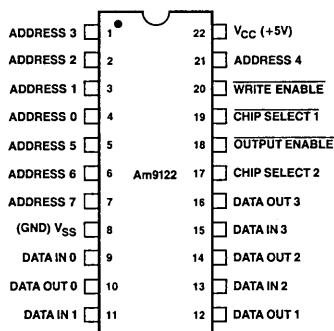 ADDRESS 3 1 22 VCC (+5V)
ADDRESS 2 2 21 ADDRESS 4
ADDRESS 1 3 20 WRITE ENABLE
ADDRESS 0 4 19 CHIP SELECT 1
ADDRESS 5 5 18 OUTPUT ENABLE
ADDRESS 6 6 Am9122 17 CHIP SELECT 2
ADDRESS 7 7 16 DATA OUT 3
(GND) VSS 8 15 DATA IN 3
DATA IN 0 9 14 DATA OUT 2
DATA OUT 0 10 13 DATA IN 2
DATA IN 1 11 12 DATA OUT 1